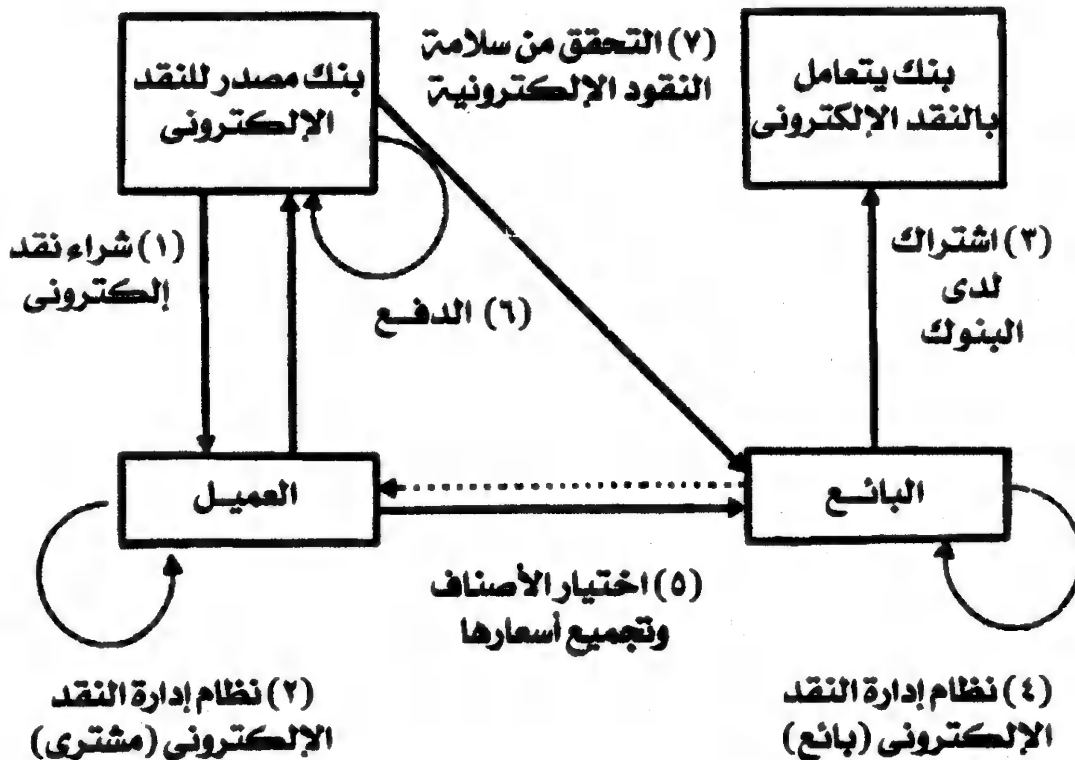 (٧) التحقق من سلامة
النقود الإلكترونية
بنك يتعامل
بالنقد الإلكترونى
بنك مصدر للنقد
الإلكترونى
(٣) اشتراك
لدى
البنوك
(١) شراء نقد
إلكترونى
(٦) الدفع
البائع
العميل
(٥) اختيار الأصناف
وتجميع أسعارها
(٤) نظام إدارة النقد
الإلكترونى (بائع)
(٢) نظام إدارة النقد
الإلكترونى (مشترى)